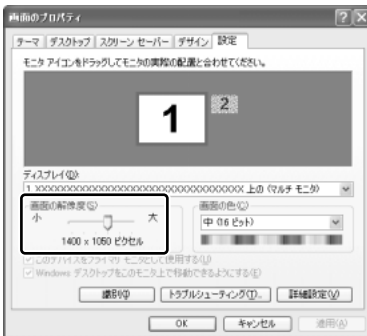 画面のプロパティ
テーマ デスクトップ スクリーン セーバー デザイン 設定
モニタ アイコンをドラッグしてモニタの実際の配置と合わせてください。
1 2
ディスプレイ(D):
1 XXXXXXXXXXXXXXXXXXXXXXXXXXXXXXXX 上の (マルチ モニタ)
画面の解像度(S) 画面の色(C)
小 大 中 (16 ビット)
1400 x 1050 ピクセル
このデバイスをプライマリ モニタとして使用する(U)
Windows デスクトップをこのモニタ上で移動できるようにする(E)
識別(I) トラブルシューティング(T)... 詳細設定(V)
OK キャンセル 適用(A)